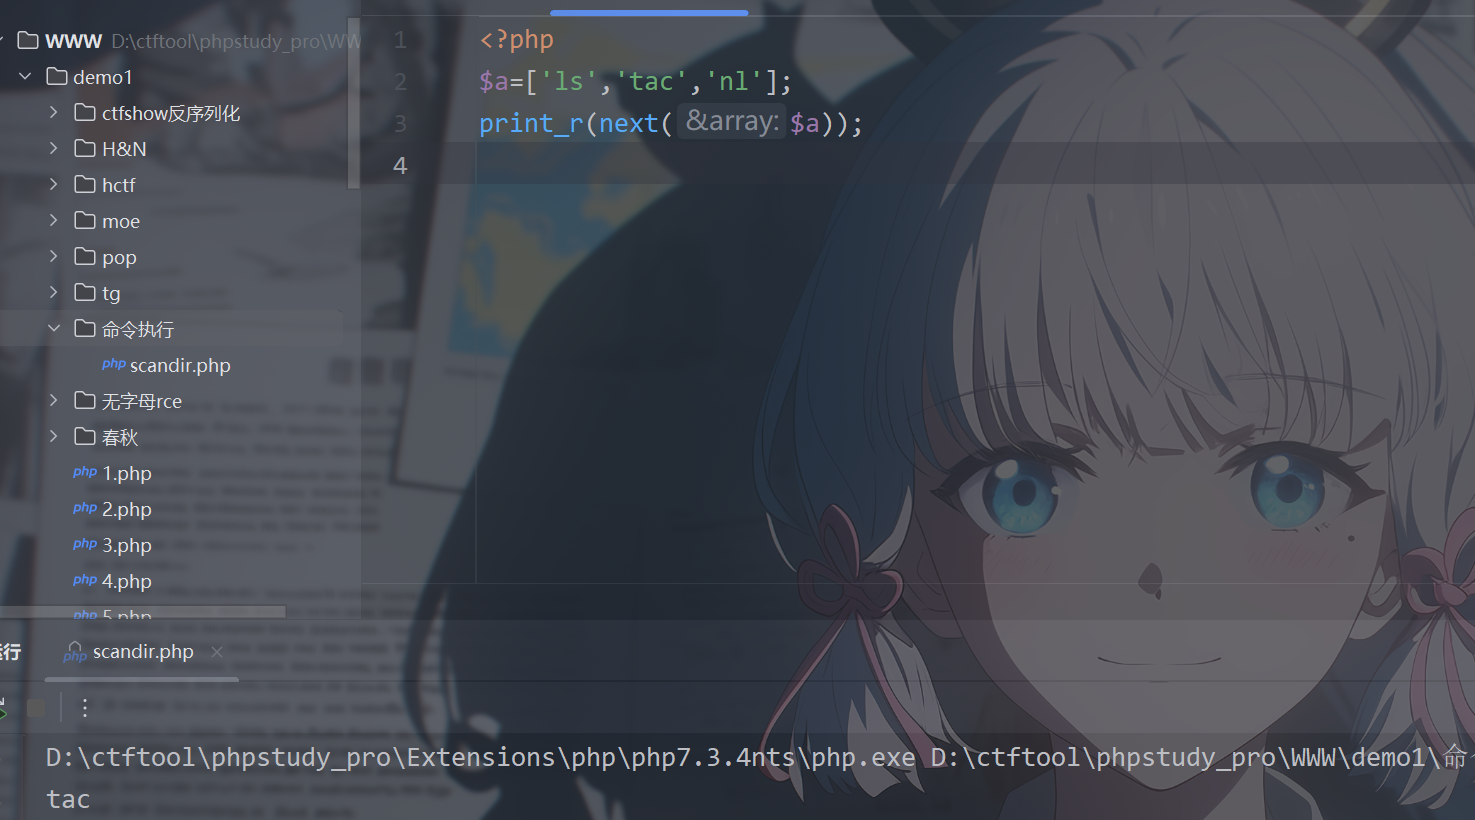 WWW D:\ctftool\phpstudy_pro\WW
demo1
ctfshow反序列化
H&N
hctf
moe
pop
tg
命令执行
php scandir.php
无字母rce
春秋
php 1.php
php 2.php
php 3.php
php 4.php
php 5.php
1 <?php
2 $a=['ls','tac','nl'];
3 print_r(next( &array: $a));
4
运行
php scandir.php ×
D:\ctftool\phpstudy_pro\Extensions\php\php7.3.4nts\php.exe D:\ctftool\phpstudy_pro\WWW\demo1\命
tac